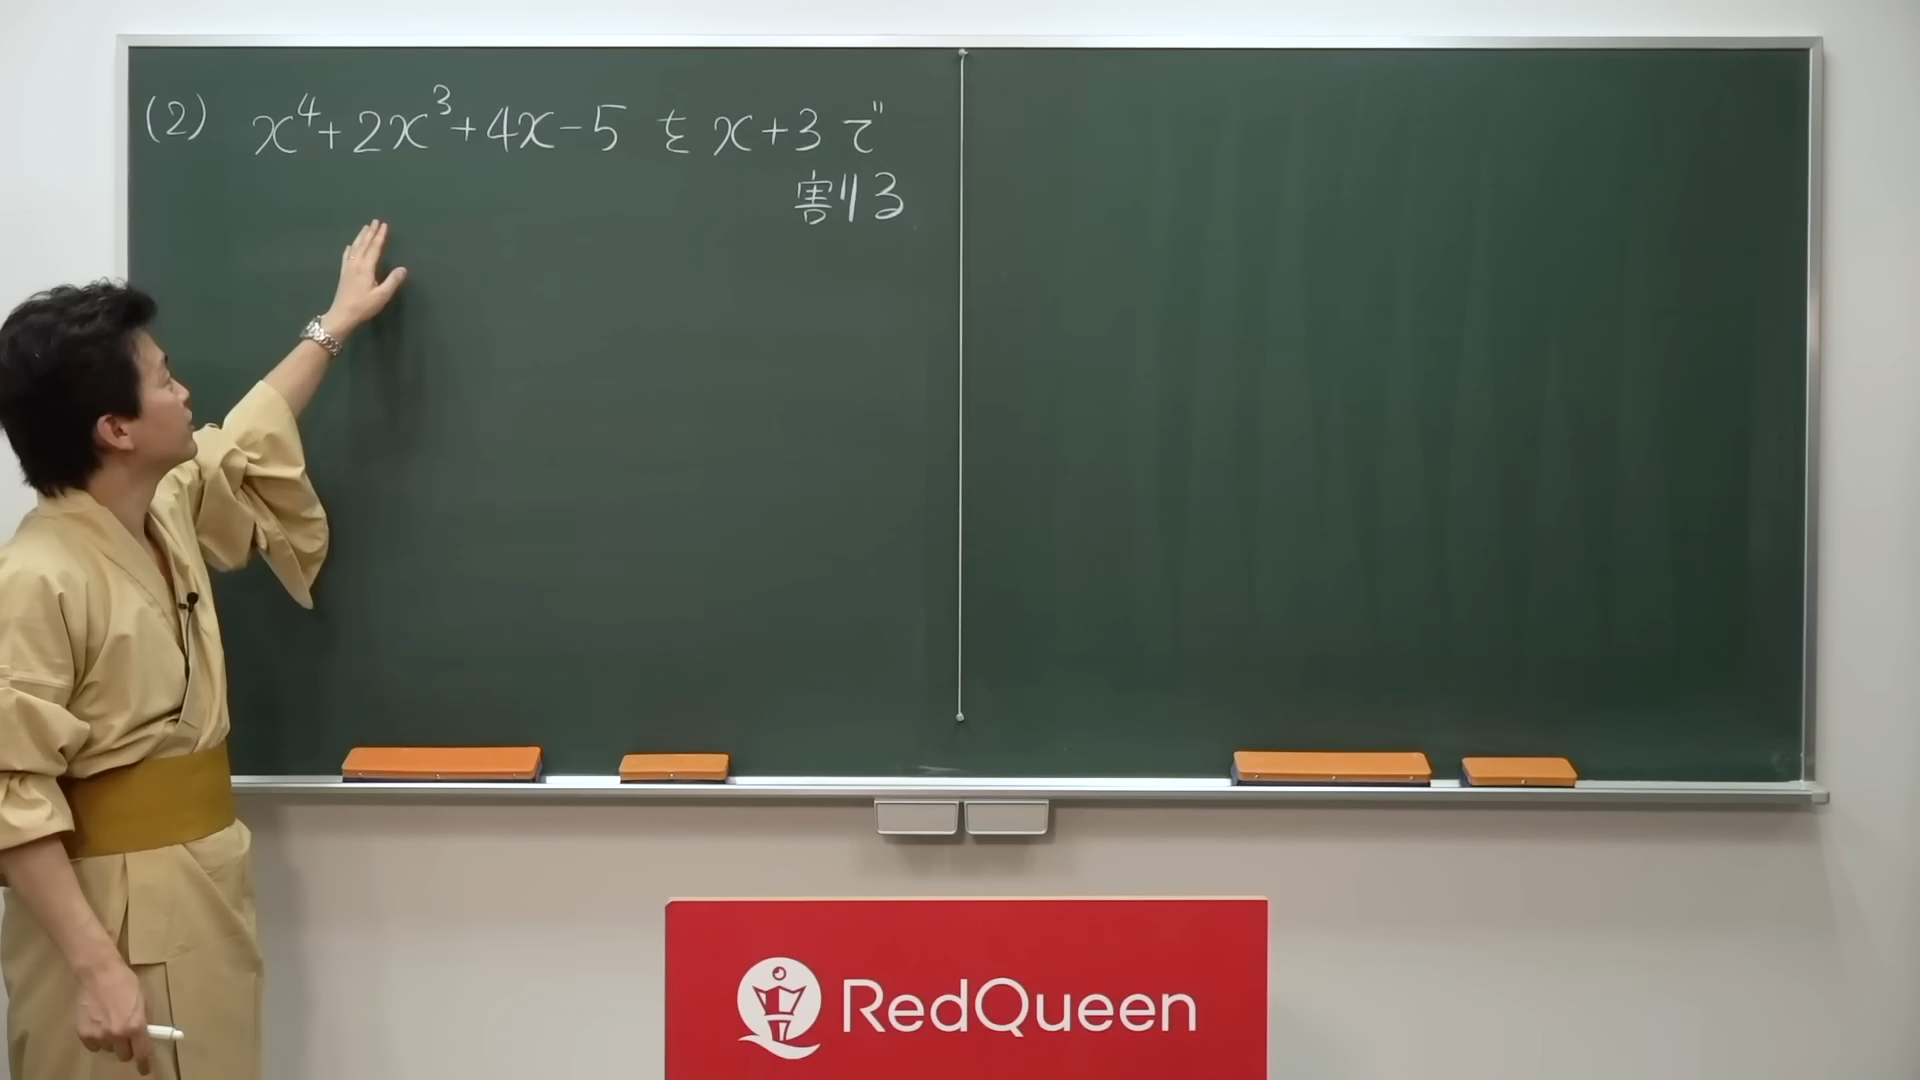 (2) x⁴+2x³+4x-5 を x+3 で
割る
RedQueen